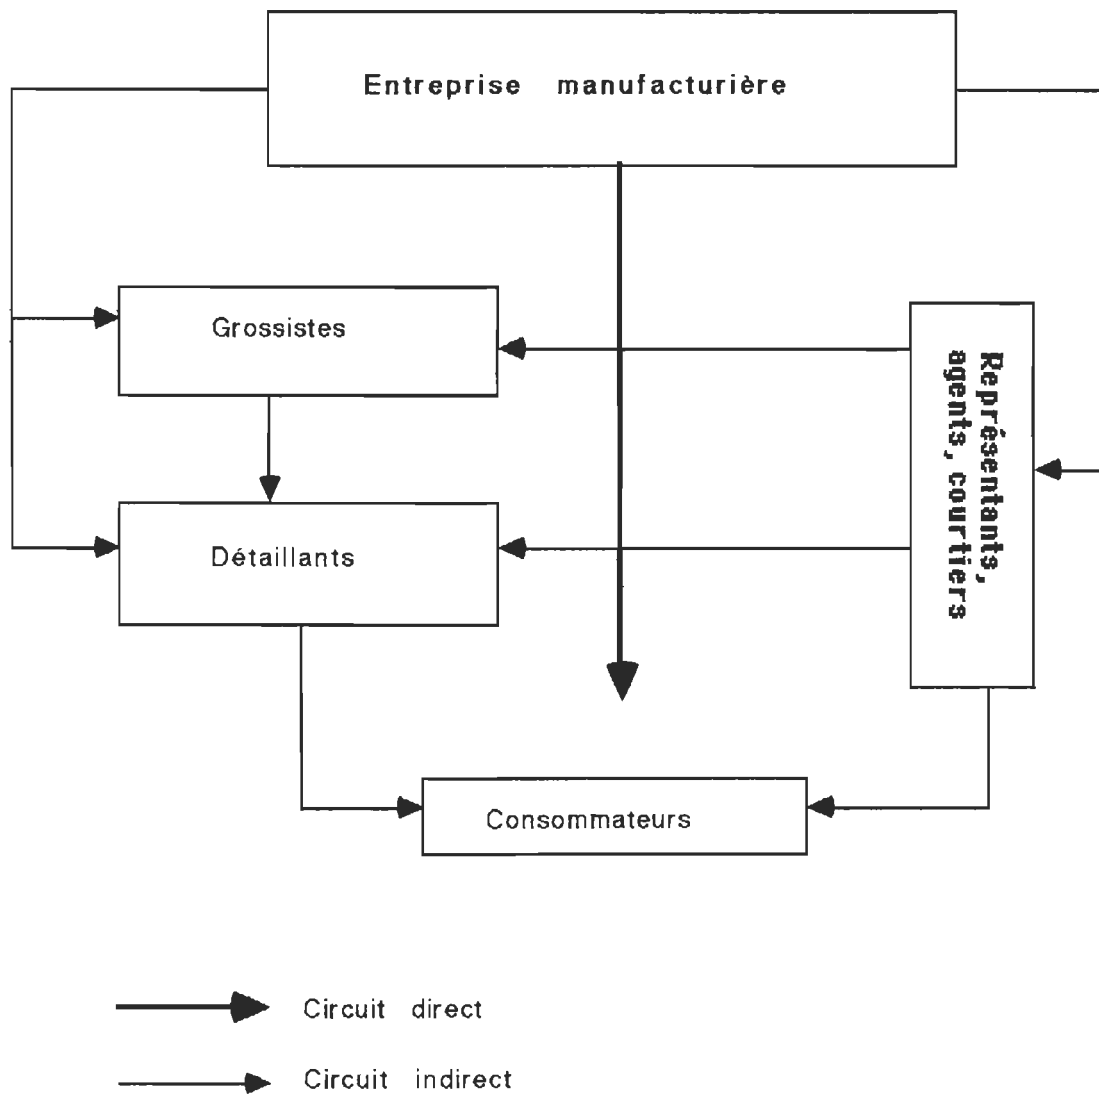 Entreprise manufacturière
Grossistes
Représentants,
agents, courtiers
Détaillants
Consommateurs
Circuit direct
Circuit indirect